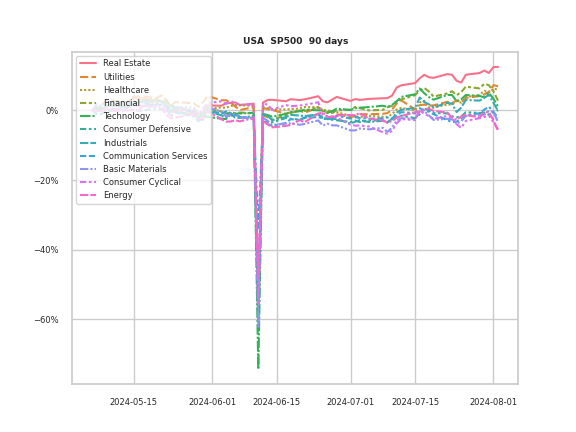 USA SP500 90 days
Real Estate
Utilities
Healthcare
Financial
Technology
Consumer Defensive
Industrials
Communication Services
Basic Materials
Consumer Cyclical
Energy
0%
−20%
−40%
−60%
2024-05-15
2024-06-01
2024-06-15
2024-07-01
2024-07-15
2024-08-01